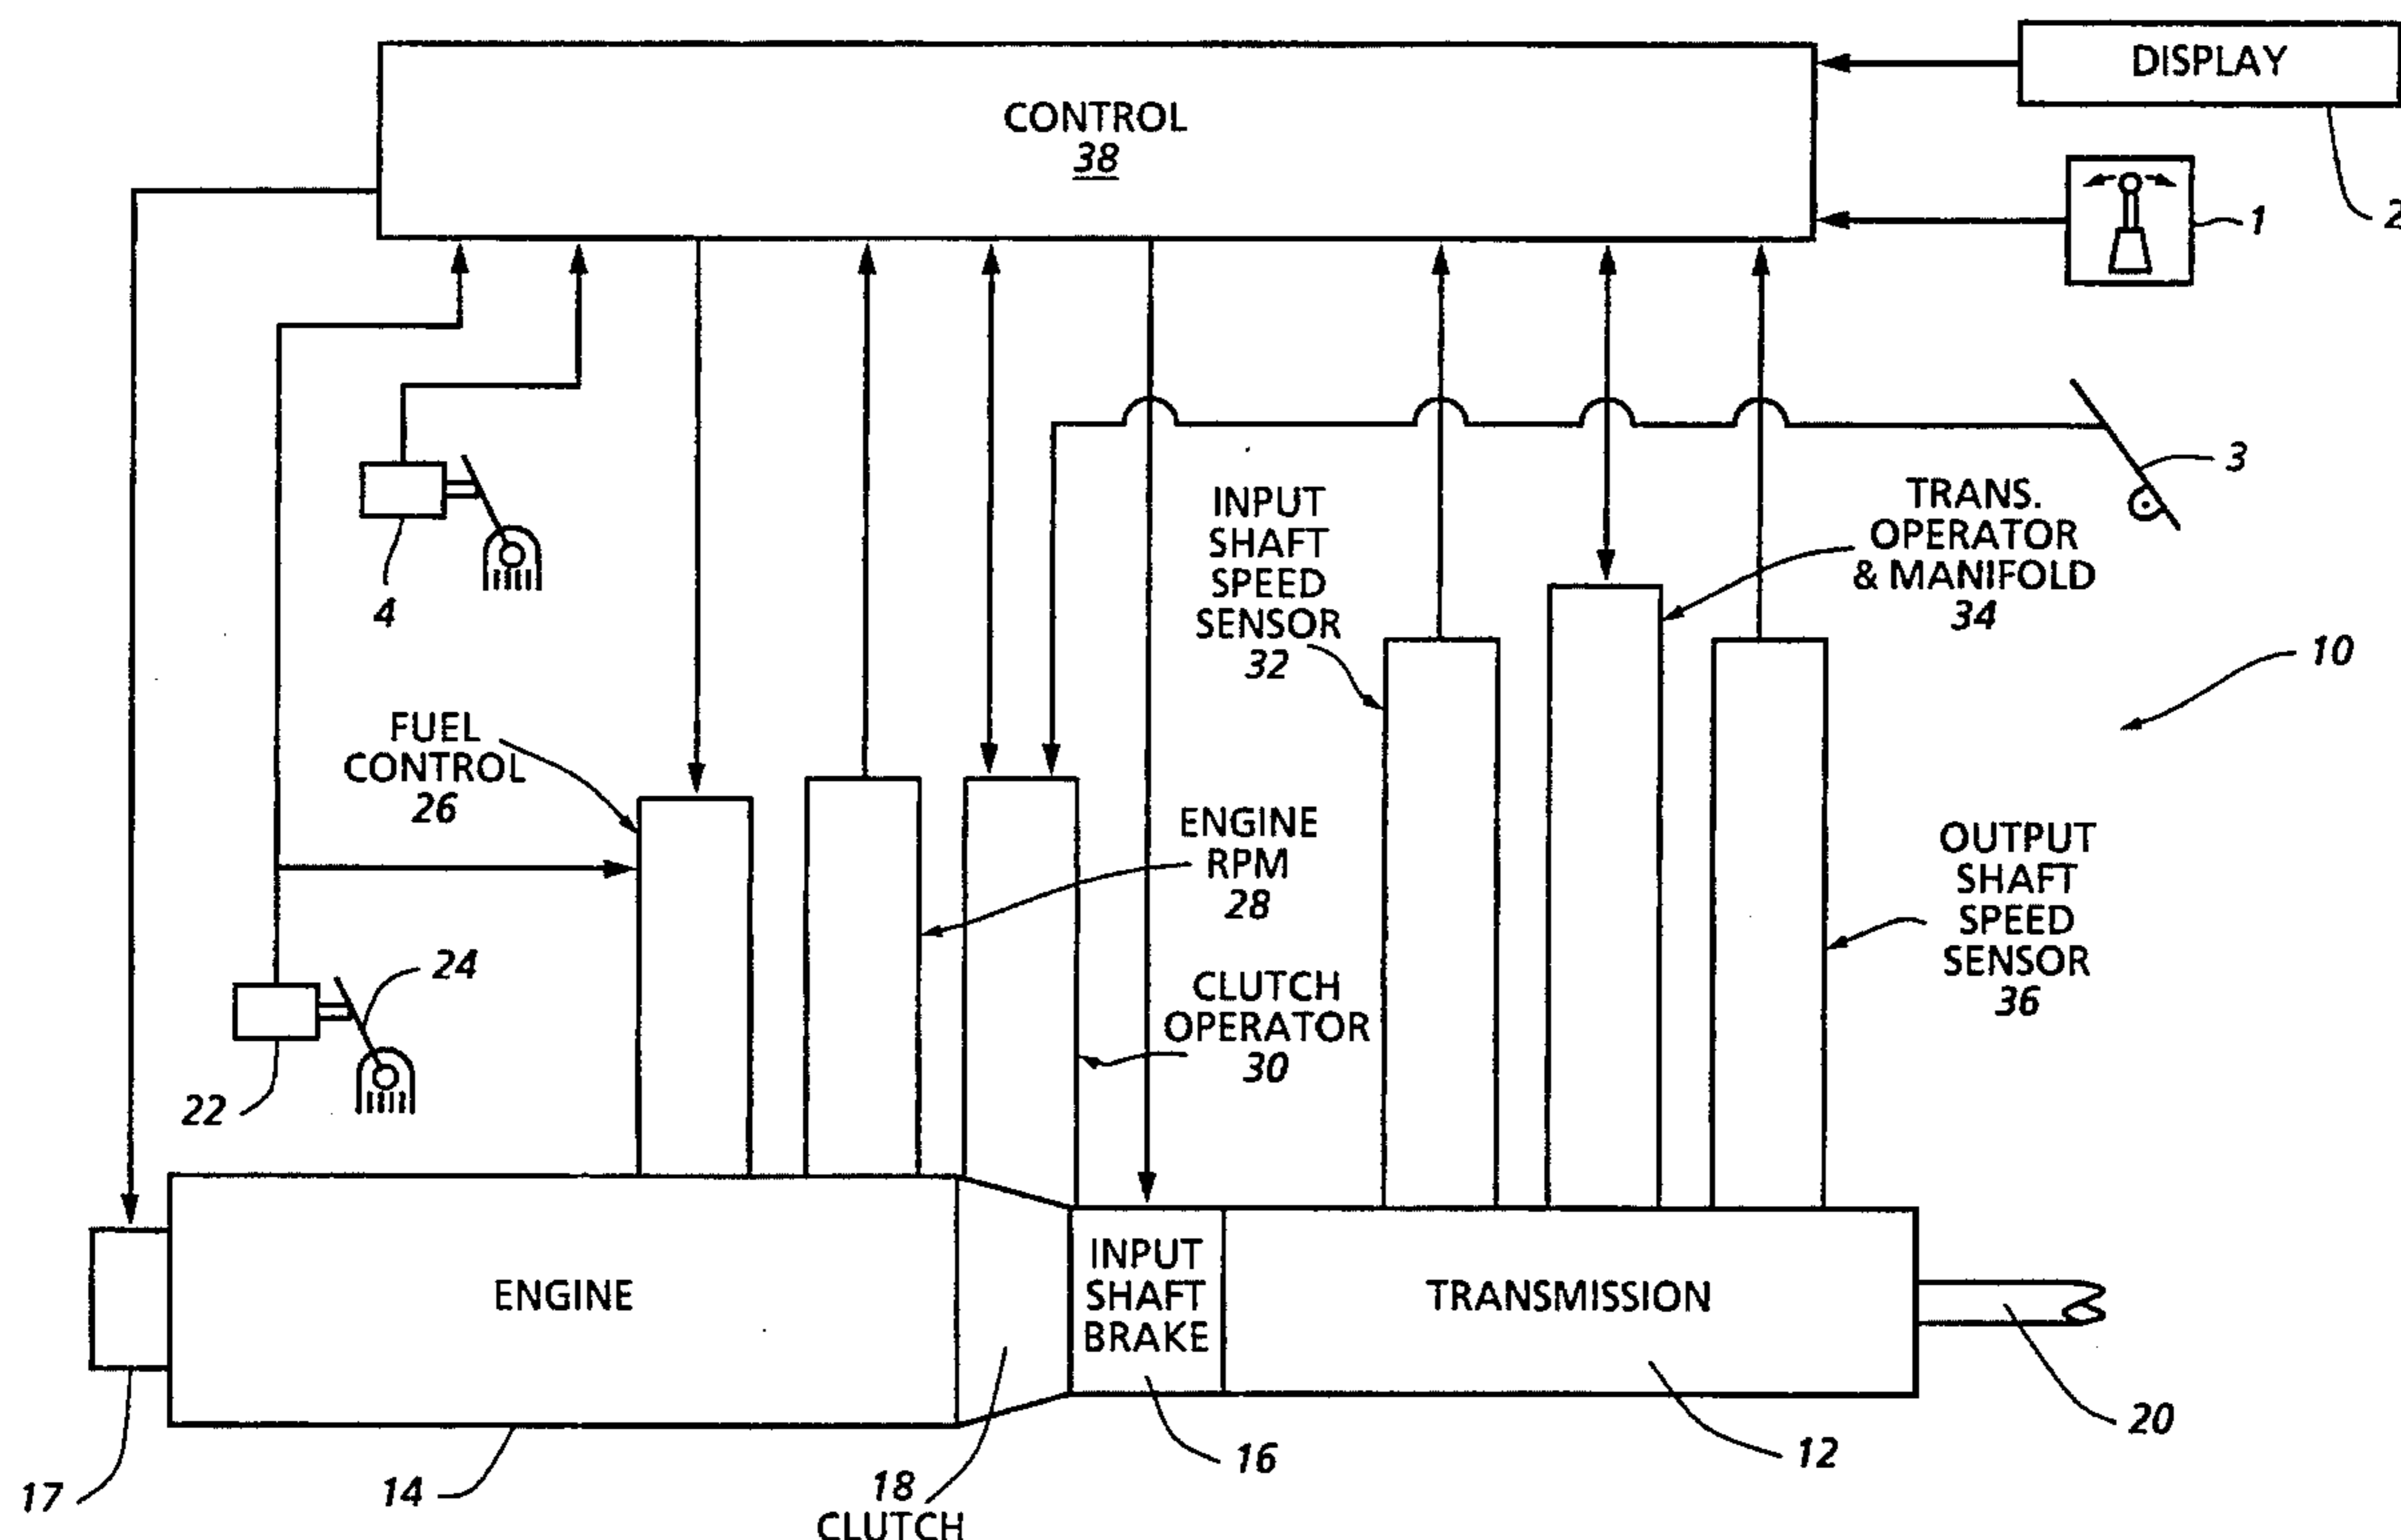 DISPLAY
CONTROL
38
2
1
3
4
INPUT
SHAFT
SPEED
SENSOR
32
TRANS.
OPERATOR
& MANIFOLD
34
10
FUEL
CONTROL
26
ENGINE
RPM
28
OUTPUT
SHAFT
SPEED
SENSOR
36
24
CLUTCH
OPERATOR
30
22
ENGINE
INPUT
SHAFT
BRAKE
TRANSMISSION
17
14
18
CLUTCH
16
12
20